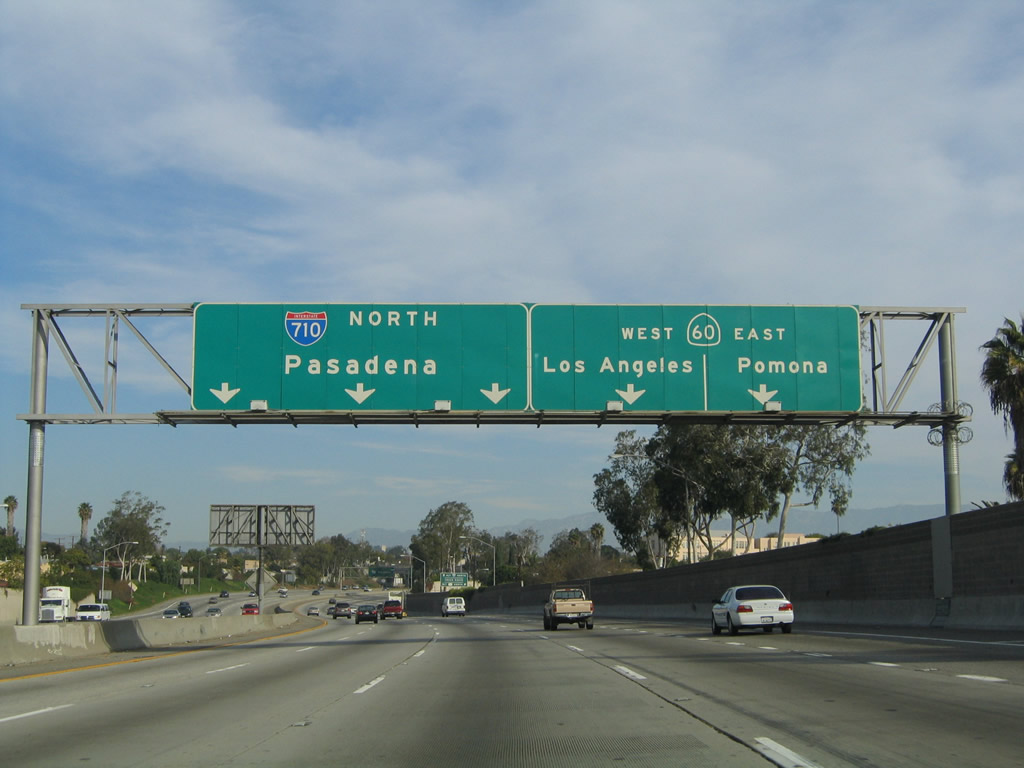 INTERSTATE
710 NORTH
Pasadena
WEST 60 EAST
Los Angeles Pomona